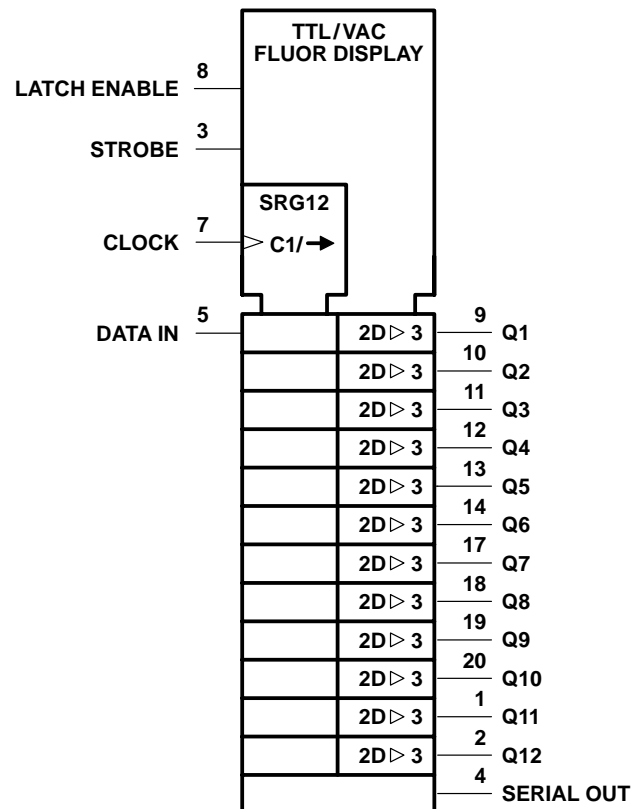 TTL/VAC
FLUOR DISPLAY
8
LATCH ENABLE
3
STROBE
SRG12
7
CLOCK
C1/
5
DATA IN
2D 3
9
Q1
2D 3
10
Q2
2D 3
11
Q3
2D 3
12
Q4
2D 3
13
Q5
2D 3
14
Q6
2D 3
17
Q7
2D 3
18
Q8
2D 3
19
Q9
2D 3
20
Q10
2D 3
1
Q11
2D 3
2
Q12
4
SERIAL OUT